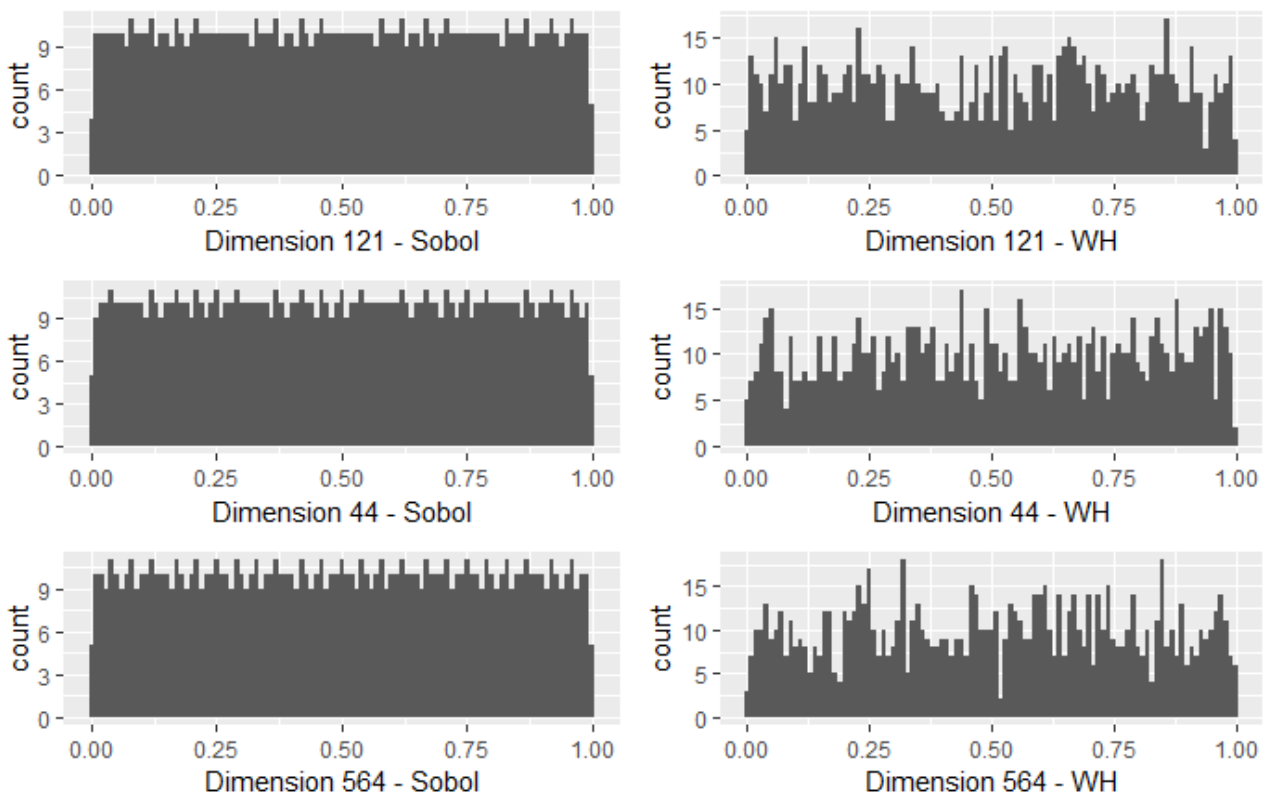 count
9
6
3
0
0.00 0.25 0.50 0.75 1.00
Dimension 121 - Sobol
count
15
10
5
0
0.00 0.25 0.50 0.75 1.00
Dimension 121 - WH
count
9
6
3
0
0.00 0.25 0.50 0.75 1.00
Dimension 44 - Sobol
count
15
10
5
0
0.00 0.25 0.50 0.75 1.00
Dimension 44 - WH
count
9
6
3
0
0.00 0.25 0.50 0.75 1.00
Dimension 564 - Sobol
count
15
10
5
0
0.00 0.25 0.50 0.75 1.00
Dimension 564 - WH